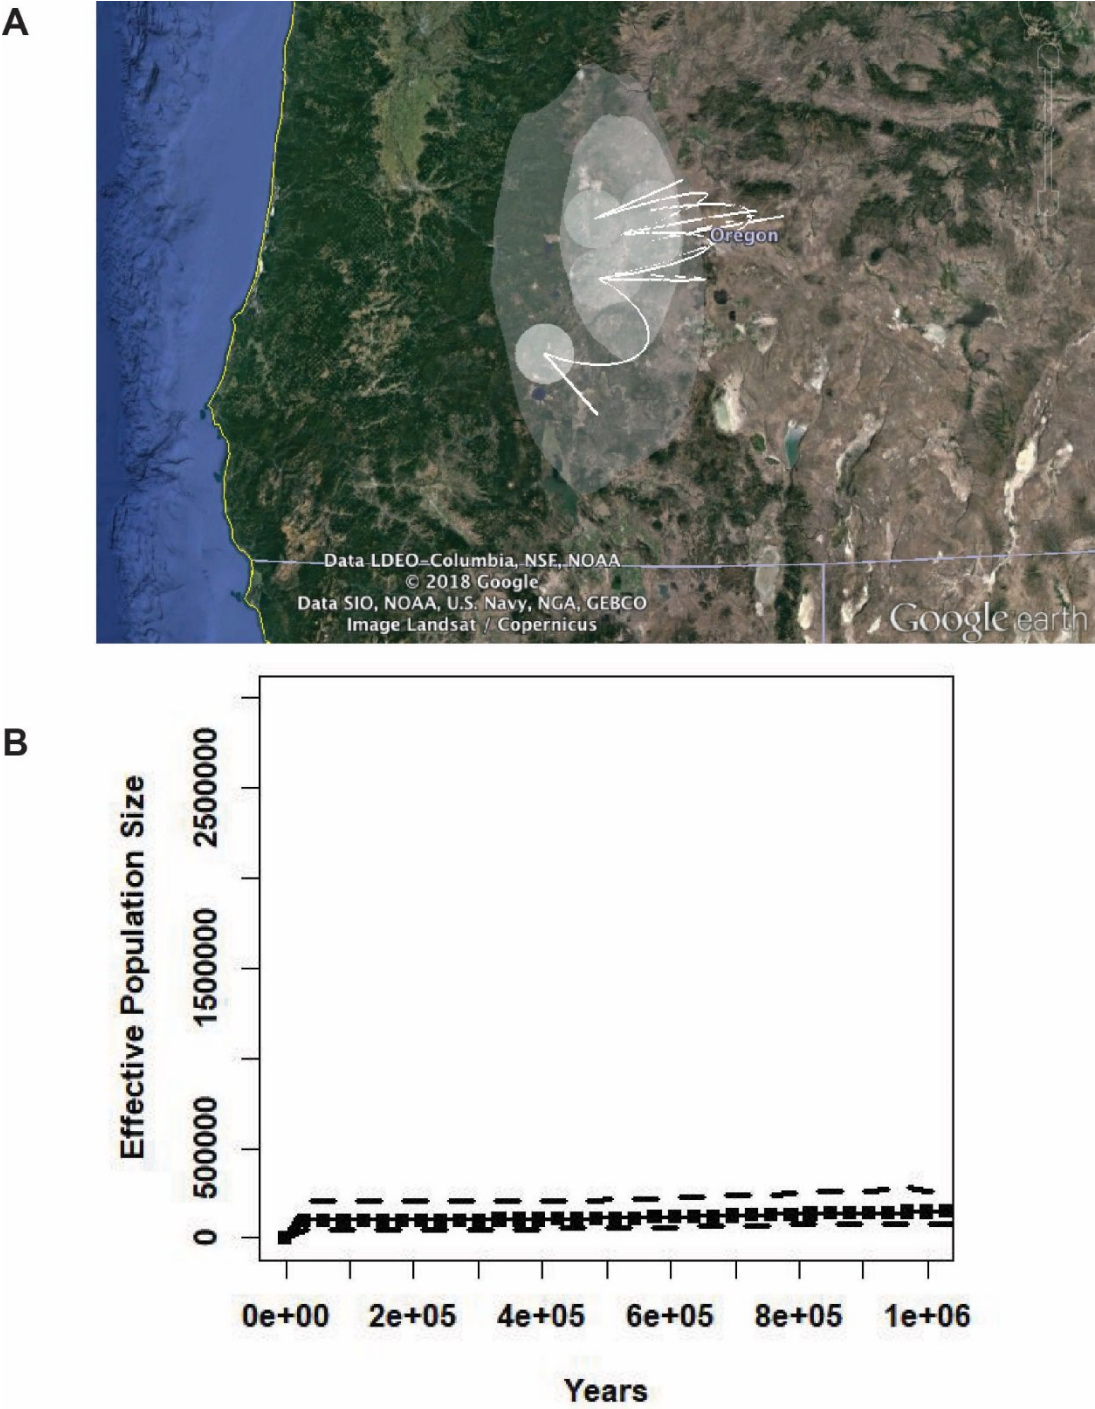 A
Oregon
Data LDEO-Columbia, NSF, NOAA
© 2018 Google
Data SIO, NOAA, U.S. Navy, NGA, GEBCO
Image Landsat / Copernicus
Google earth
B
Effective Population Size
2500000
1500000
500000
0
0e+00 2e+05 4e+05 6e+05 8e+05 1e+06
Years